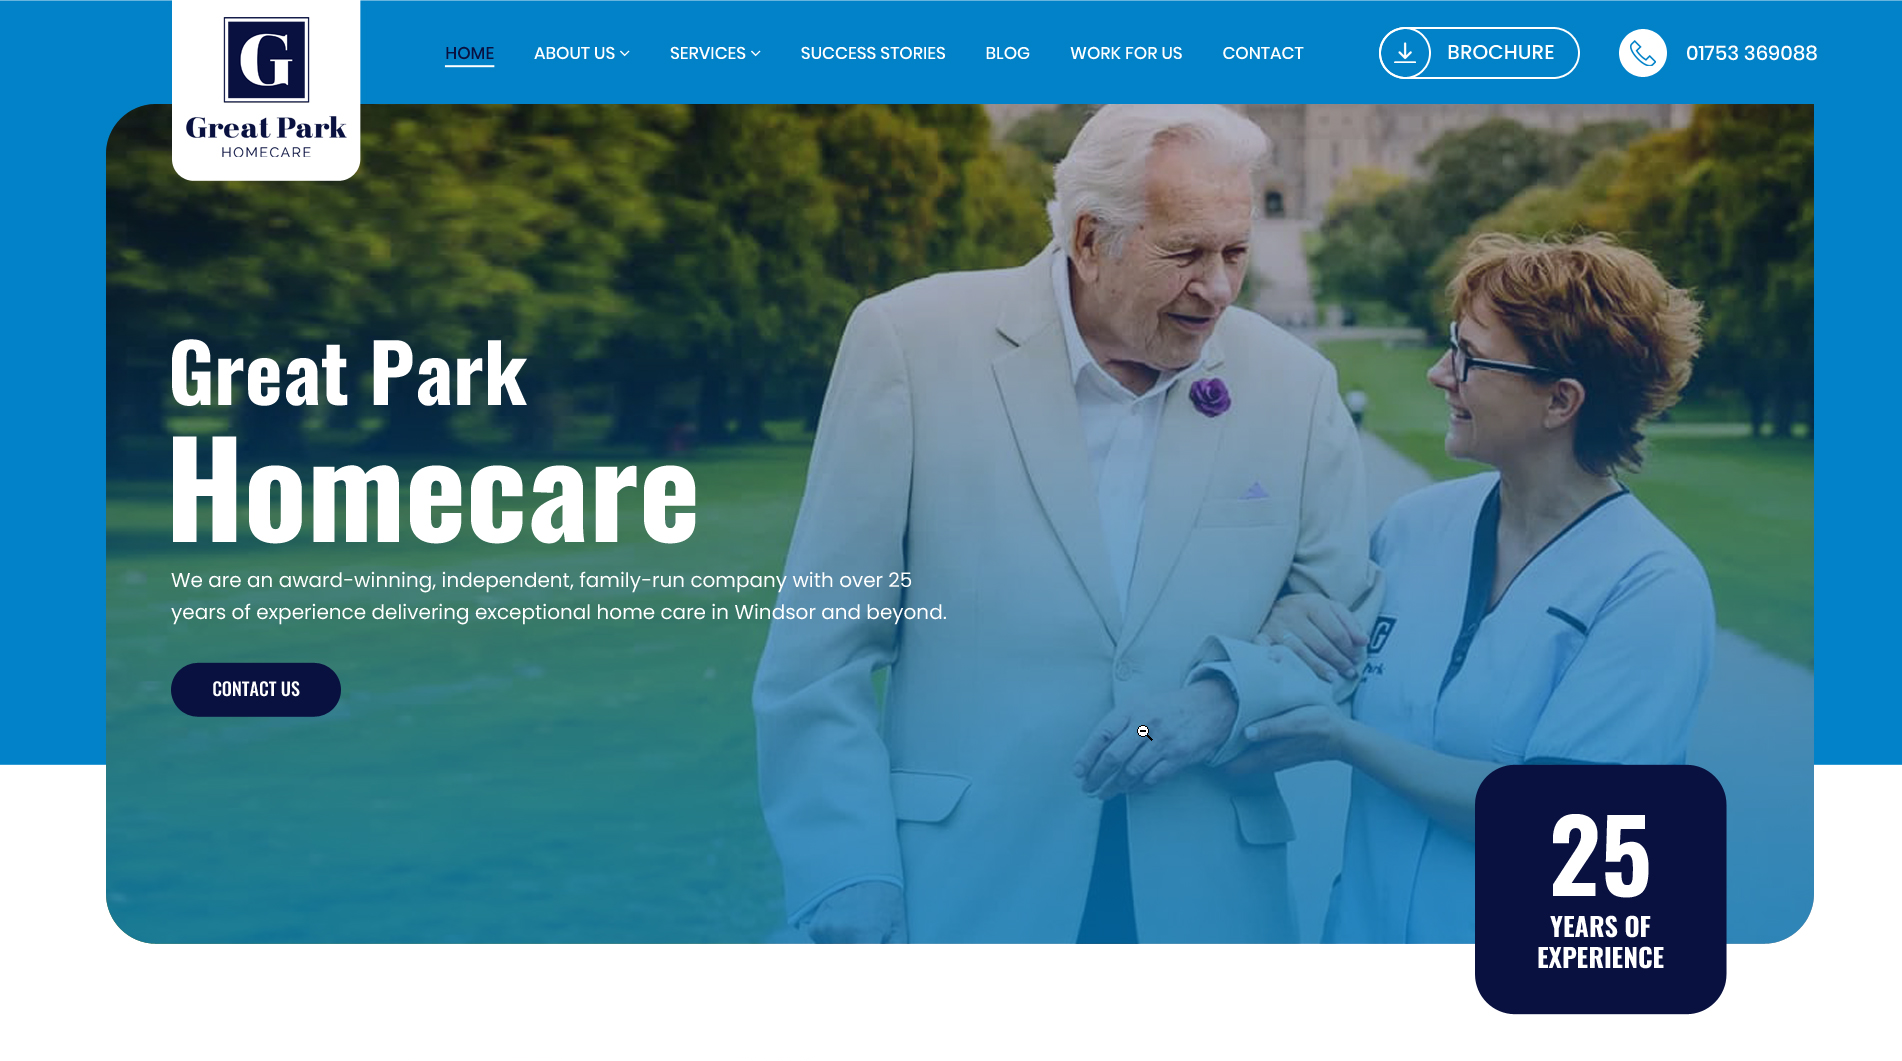 G
Great Park
HOMECARE
HOME
ABOUT US
SERVICES
SUCCESS STORIES
BLOG
WORK FOR US
CONTACT
BROCHURE
01753 369088
Great Park
Homecare
We are an award-winning, independent, family-run company with over 25
years of experience delivering exceptional home care in Windsor and beyond.
CONTACT US
G
25
YEARS OF
EXPERIENCE